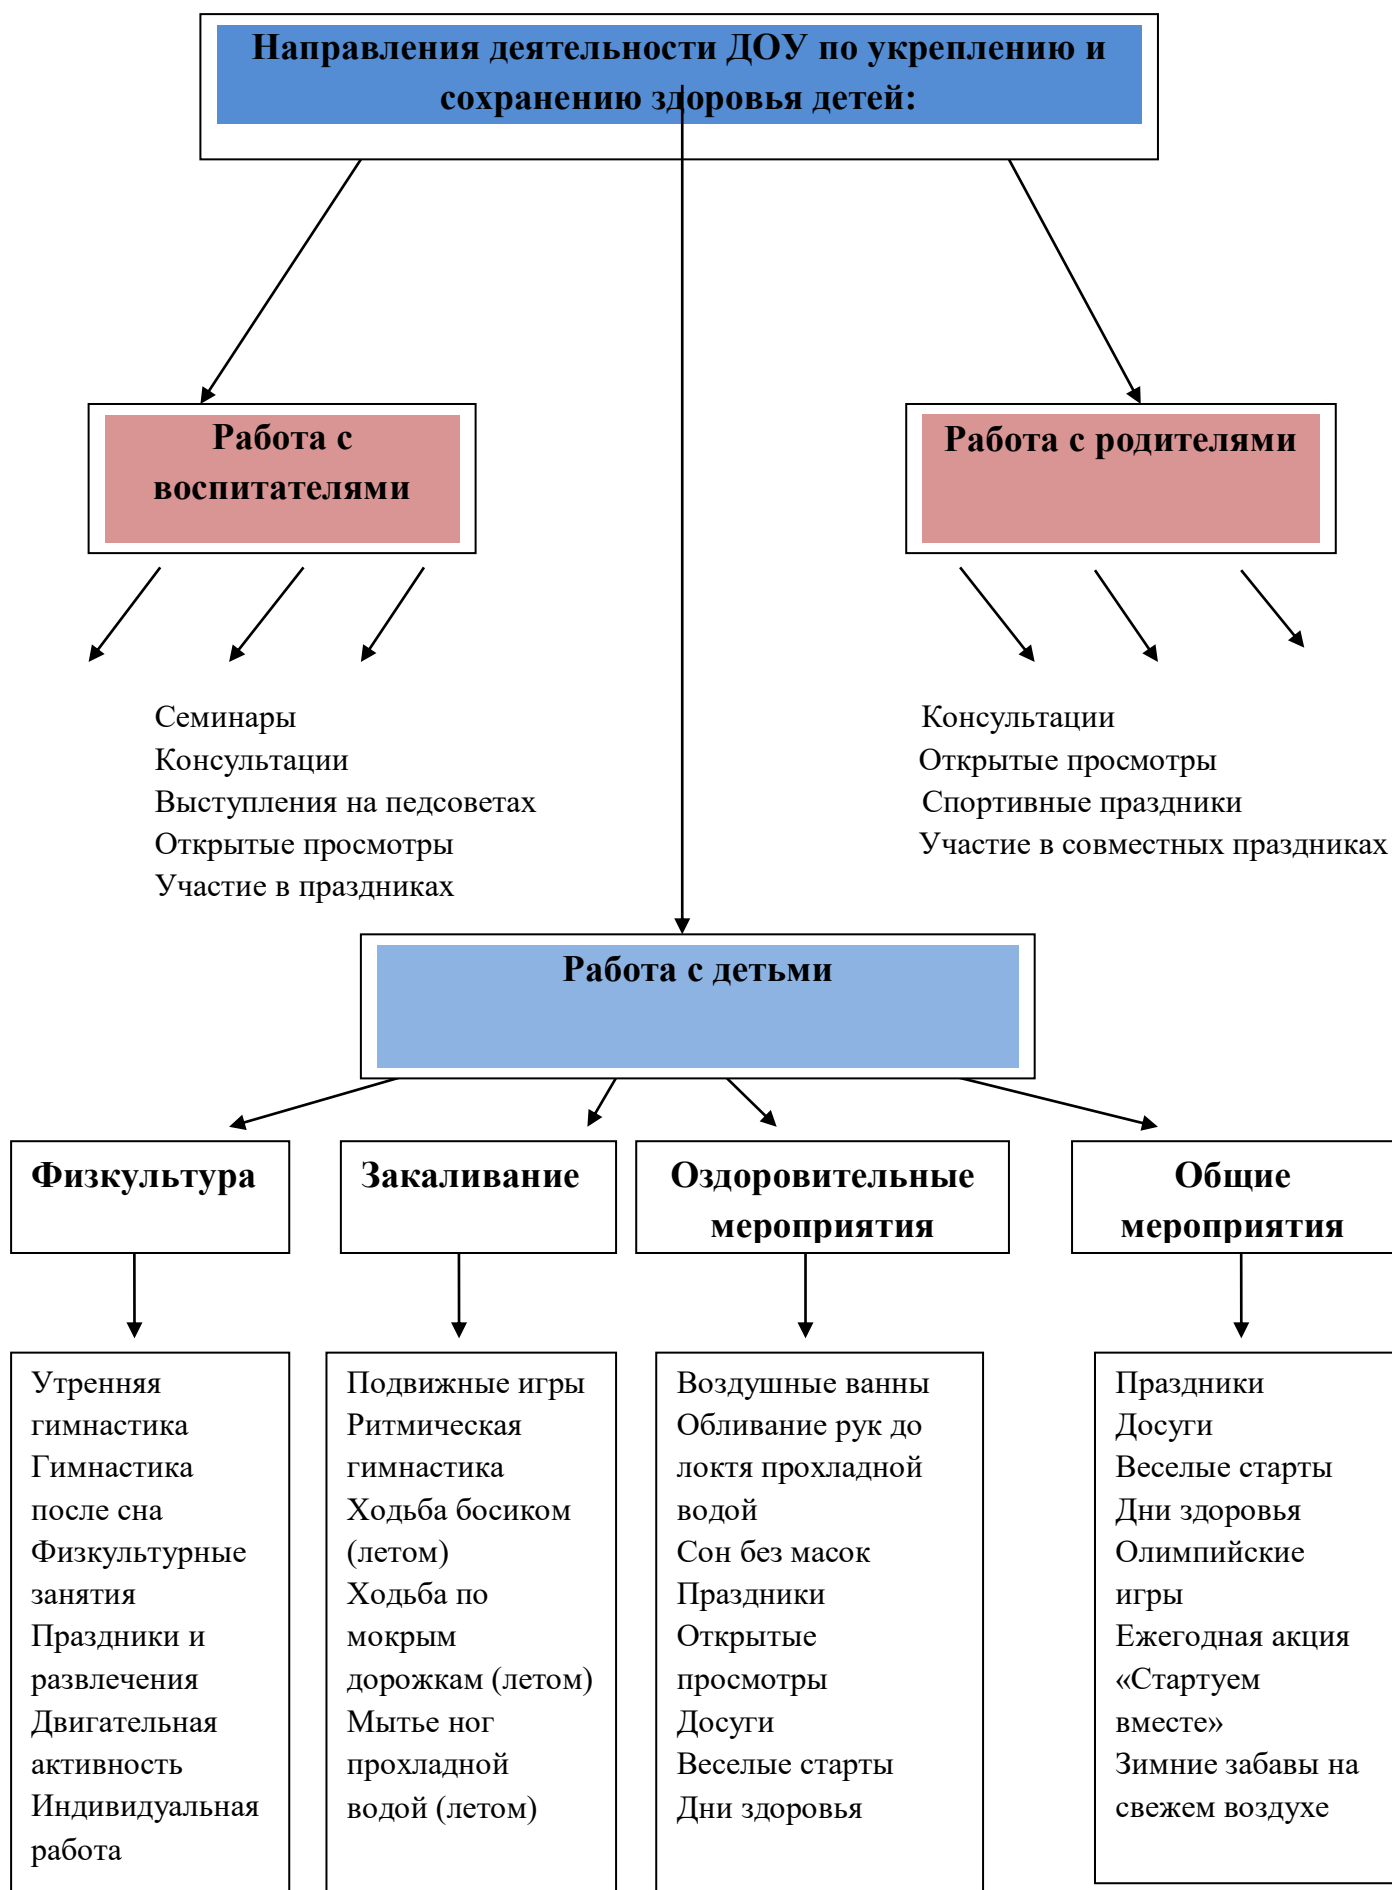 Направления деятельности ДОУ по укреплению и
сохранению здоровья детей:
Работа с
воспитателями
Работа с родителями
Семинары
Консультации
Выступления на педсоветах
Открытые просмотры
Участие в праздниках
Консультации
Открытые просмотры
Спортивные праздники
Участие в совместных праздниках
Работа с детьми
Физкультура
Закаливание
Оздоровительные
мероприятия
Общие
мероприятия
Утренняя
гимнастика
Гимнастика
после сна
Физкультурные
занятия
Праздники и
развлечения
Двигательная
активность
Индивидуальная
работа
Подвижные игры
Ритмическая
гимнастика
Ходьба босиком
(летом)
Ходьба по
мокрым
дорожкам (летом)
Мытье ног
прохладной
водой (летом)
Воздушные ванны
Обливание рук до
локтя прохладной
водой
Сон без масок
Праздники
Открытые
просмотры
Досуги
Веселые старты
Дни здоровья
Праздники
Досуги
Веселые старты
Дни здоровья
Олимпийские
игры
Ежегодная акция
«Стартуем
вместе»
Зимние забавы на
свежем воздухе